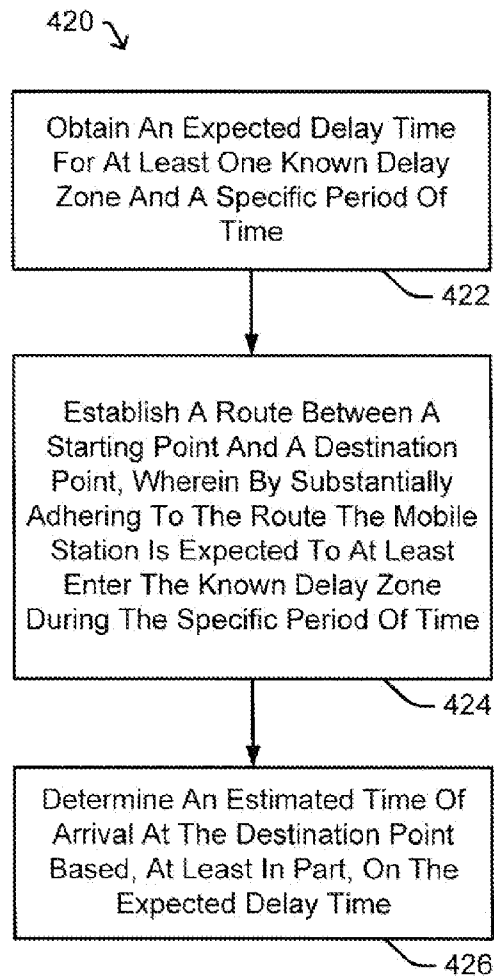 420
Obtain An Expected Delay Time
For At Least One Known Delay
Zone And A Specific Period Of
Time
422
Establish A Route Between A
Starting Point And A Destination
Point, Wherein By Substantially
Adhering To The Route The Mobile
Station Is Expected To At Least
Enter The Known Delay Zone
During The Specific Period Of Time
424
Determine An Estimated Time Of
Arrival At The Destination Point
Based, At Least In Part, On The
Expected Delay Time
426